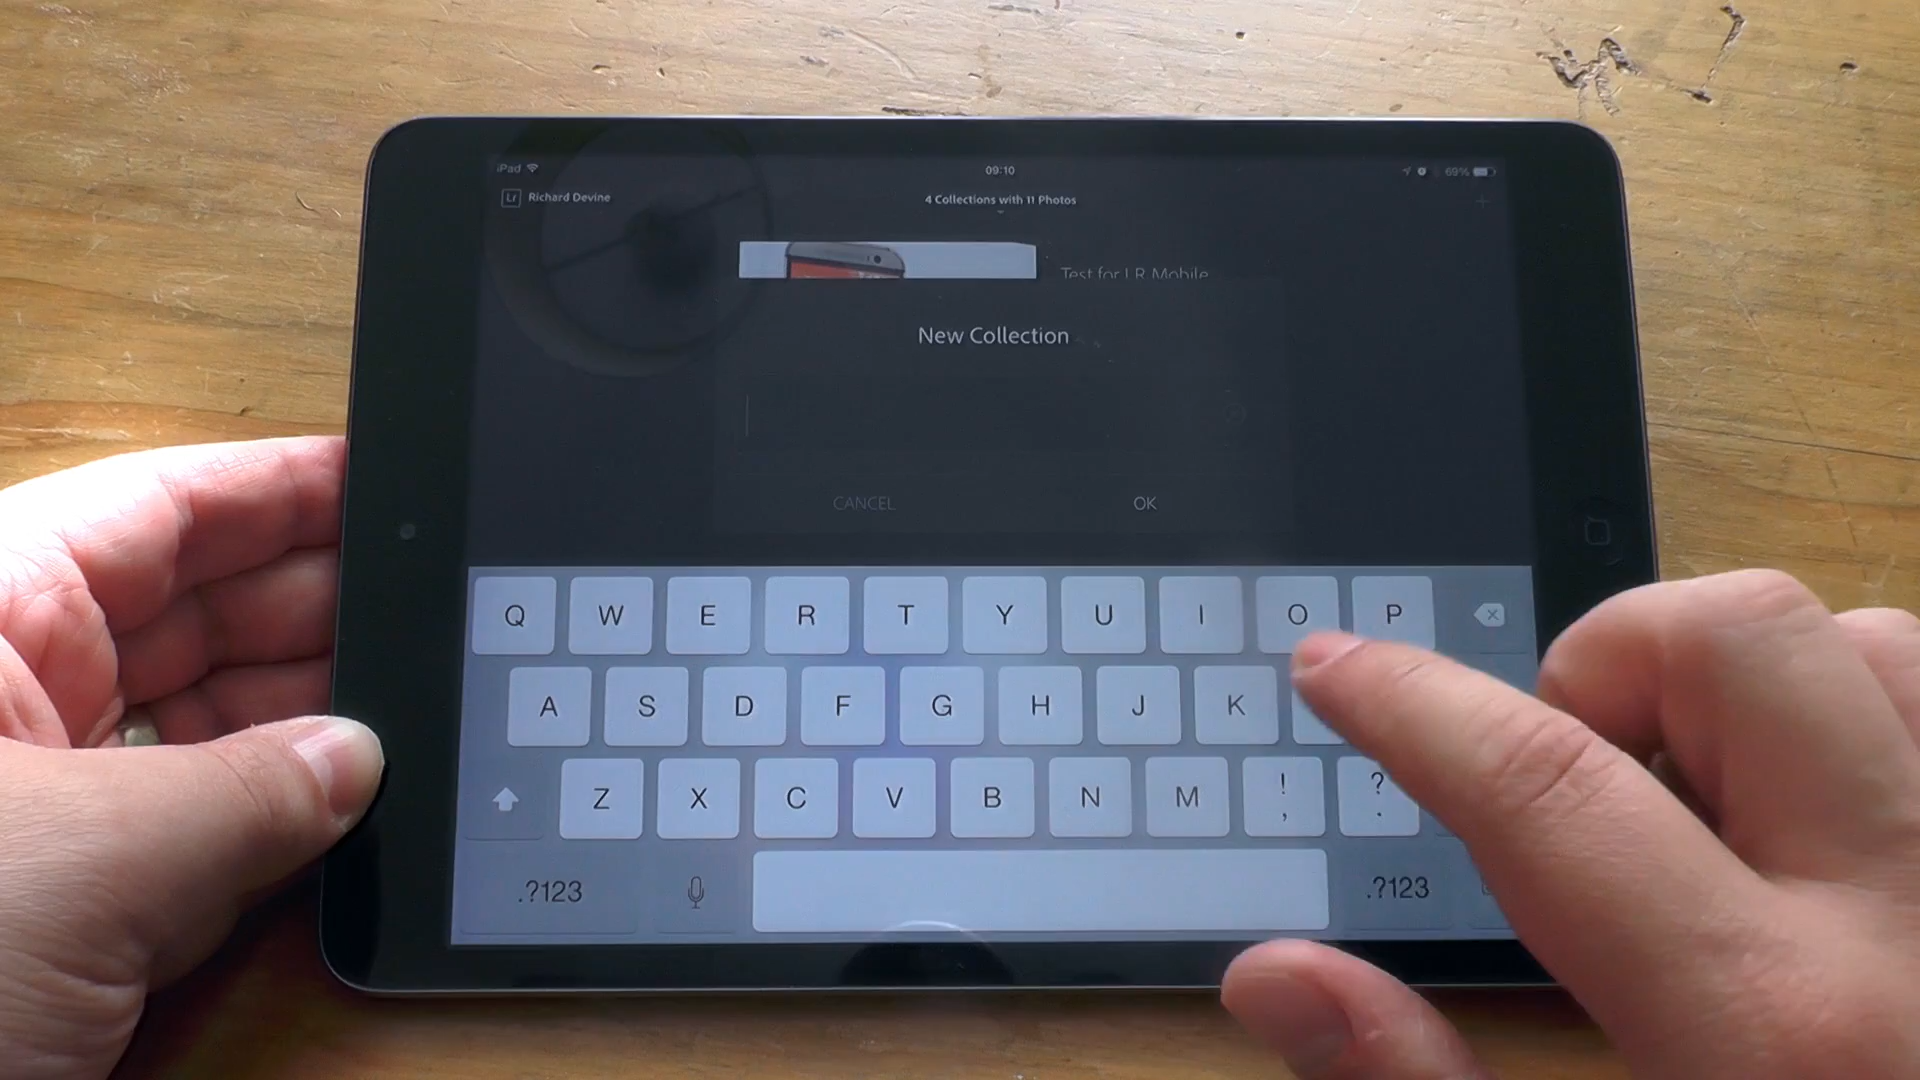 iPad 09:10 69%
Lr Richard Devine 4 Collections with 11 Photos +
Test for LR Mobile
New Collection
CANCEL OK
Q W E R T Y U I O P
A S D F G H J K
Z X C V B N M ! , ? .
.?123 .?123